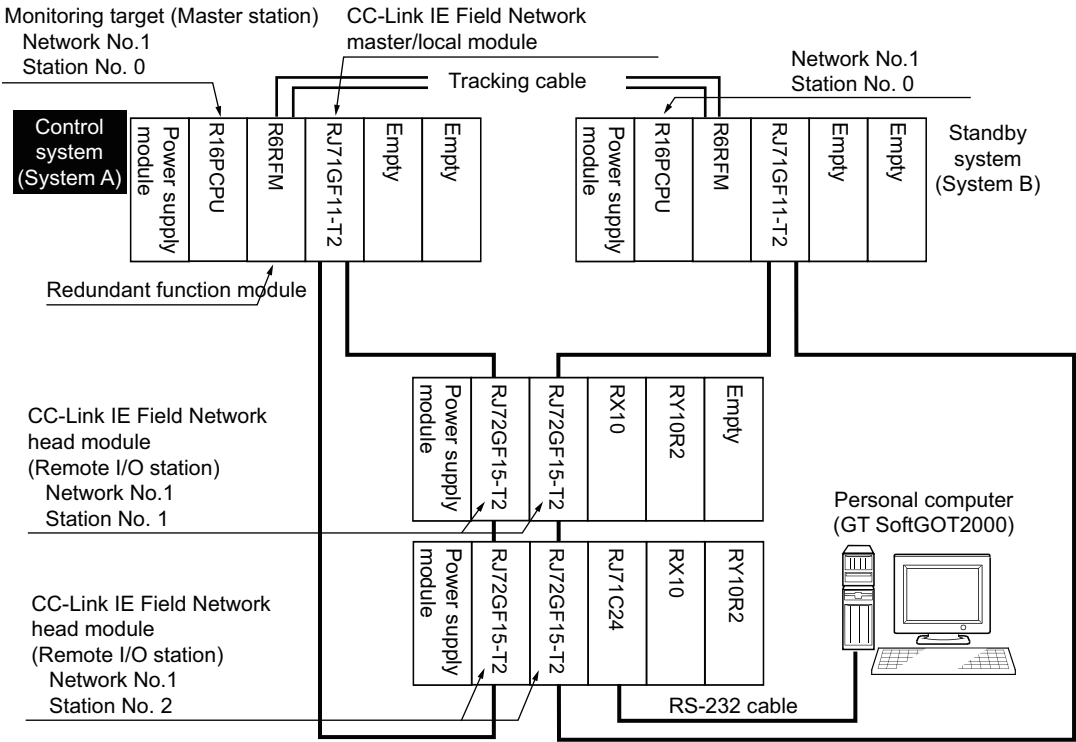 Monitoring target (Master station)
Network No.1
Station No. 0
CC-Link IE Field Network
master/local module
Network No.1
Station No. 0
Tracking cable
Control
system
(System A)
Power supply
module
R16PCPU
R6RFM
RJ71GF11-T2
Empty
Empty
Power supply
module
R16PCPU
R6RFM
RJ71GF11-T2
Empty
Empty
Standby
system
(System B)
Redundant function module
CC-Link IE Field Network
head module
(Remote I/O station)
Network No.1
Station No. 1
Power supply
module
RJ72GF15-T2
RJ72GF15-T2
RX10
RY10R2
Empty
Personal computer
(GT SoftGOT2000)
CC-Link IE Field Network
head module
(Remote I/O station)
Network No.1
Station No. 2
Power supply
module
RJ72GF15-T2
RJ72GF15-T2
RJ71C24
RX10
RY10R2
RS-232 cable